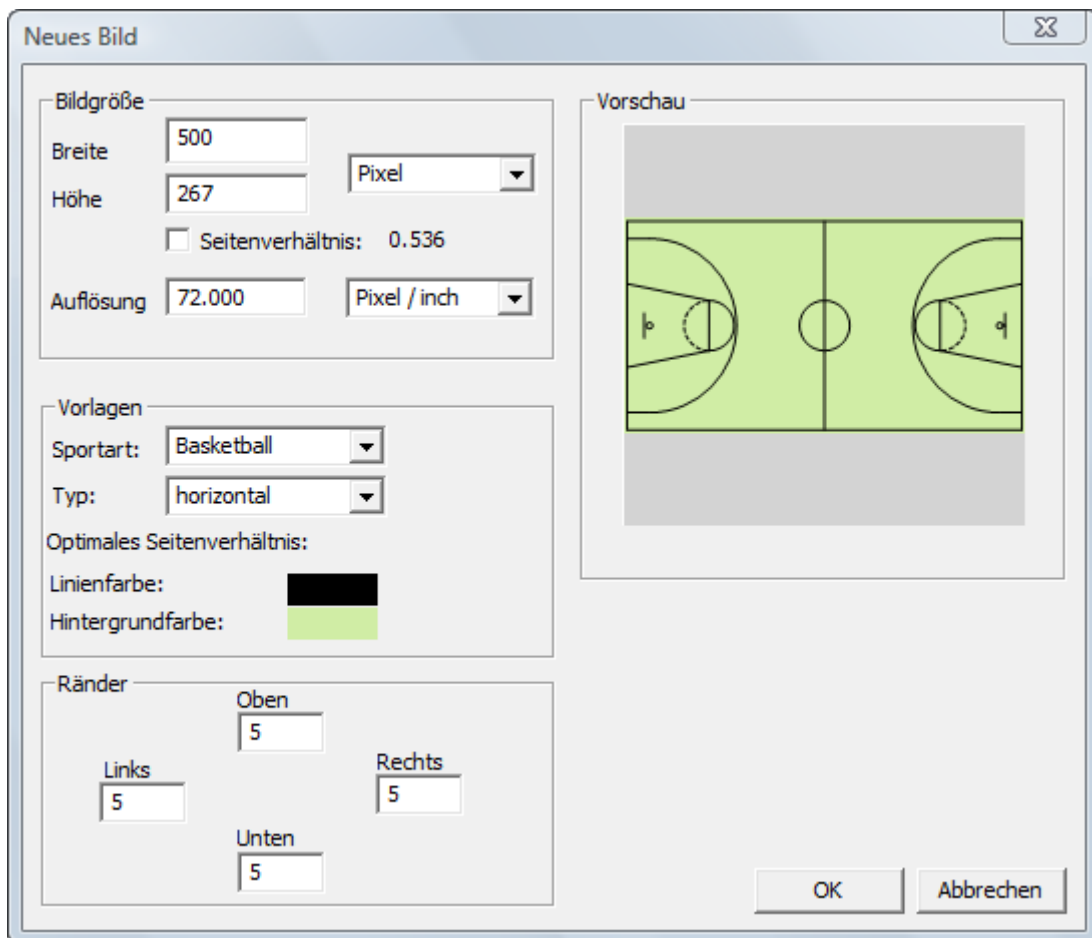 Neues Bild
Bildgröße
Breite 500
Höhe 267
Pixel
Seitenverhältnis: 0.536
Auflösung 72.000 Pixel / inch
Vorlagen
Sportart: Basketball
Typ: horizontal
Optimales Seitenverhältnis:
Linienfarbe:
Hintergrundfarbe:
Ränder
Oben
5
Links
5
Rechts
5
Unten
5
Vorschau
OK Abbrechen